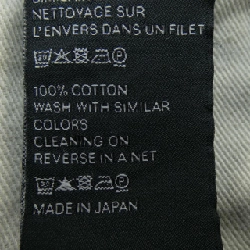 NETTOYAGE SUR
L'ENVERS DANS UN FILET
100% COTTON
WASH WITH SIMILAR
COLORS
CLEANING ON
REVERSE IN A NET
MADE IN JAPAN